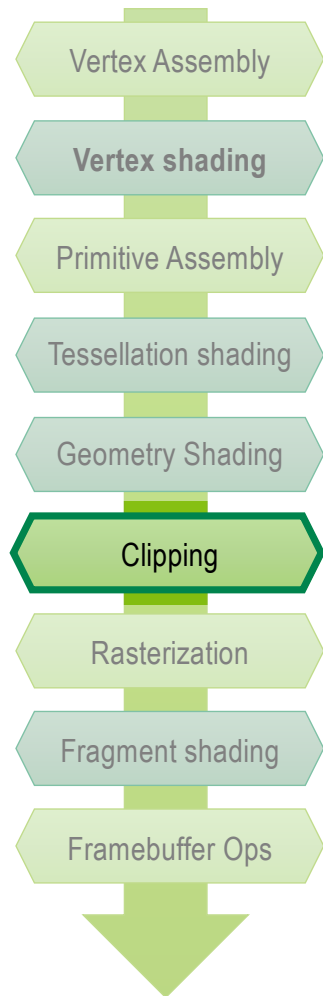 Vertex Assembly
Vertex shading
Primitive Assembly
Tessellation shading
Geometry Shading
Clipping
Rasterization
Fragment shading
Framebuffer Ops